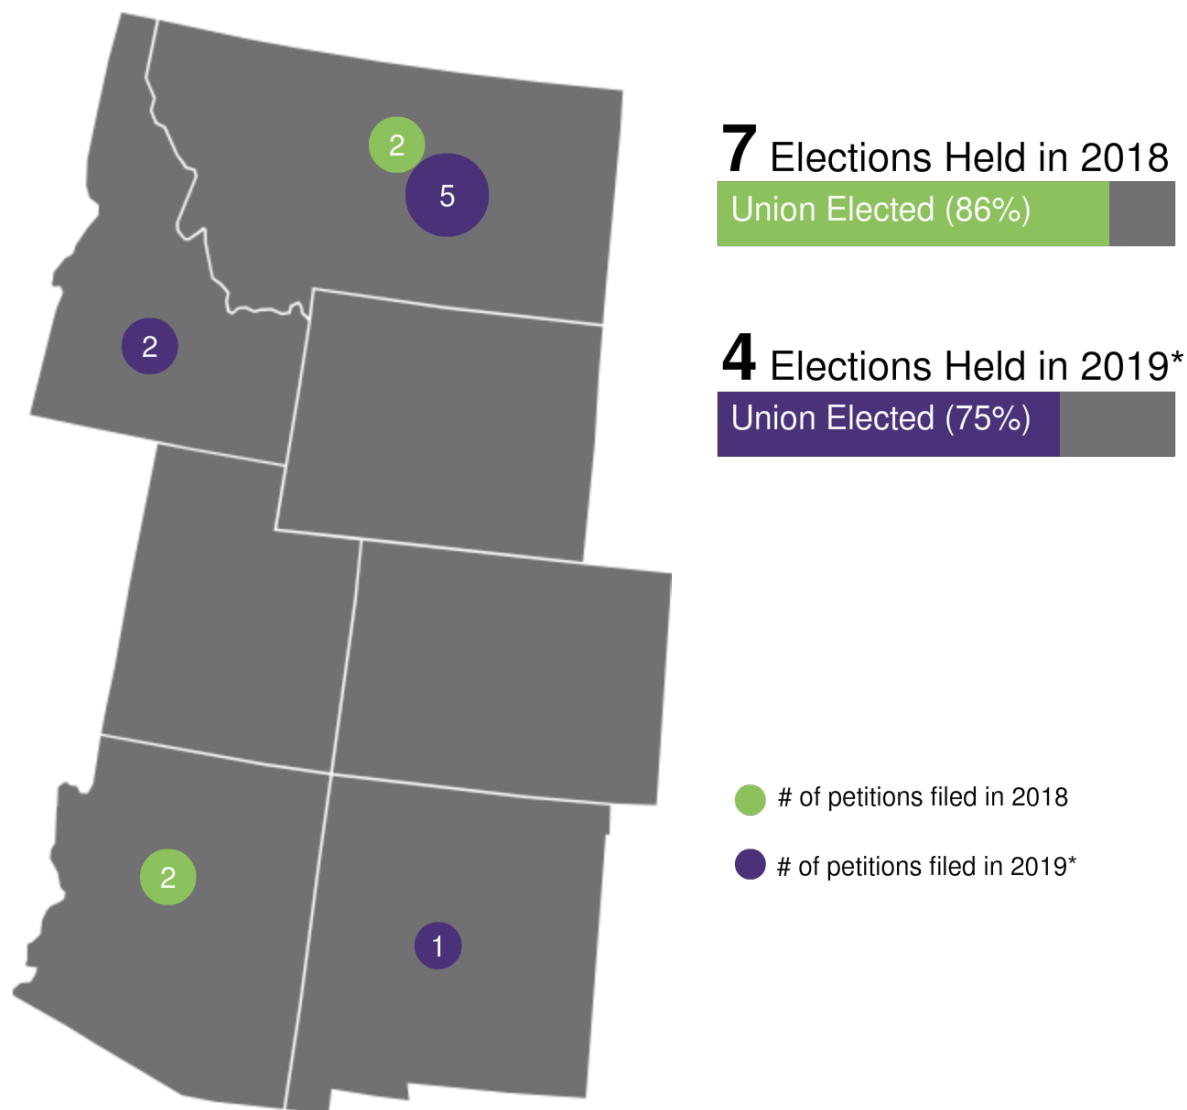 2
5
7 Elections Held in 2018
Union Elected (86%)
2
4 Elections Held in 2019*
Union Elected (75%)
# of petitions filed in 2018
# of petitions filed in 2019*
2
1